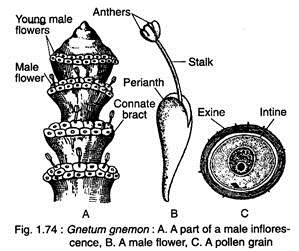 Anthers
Young male
flowers
Male
flower
Stalk
Perianth
Connate
bract
Exine
Intine
A
B
C
Fig. 1.74 : Gnetum gnemon : A. A part of a male inflores-
cence, B. A male flower, C. A pollen grain